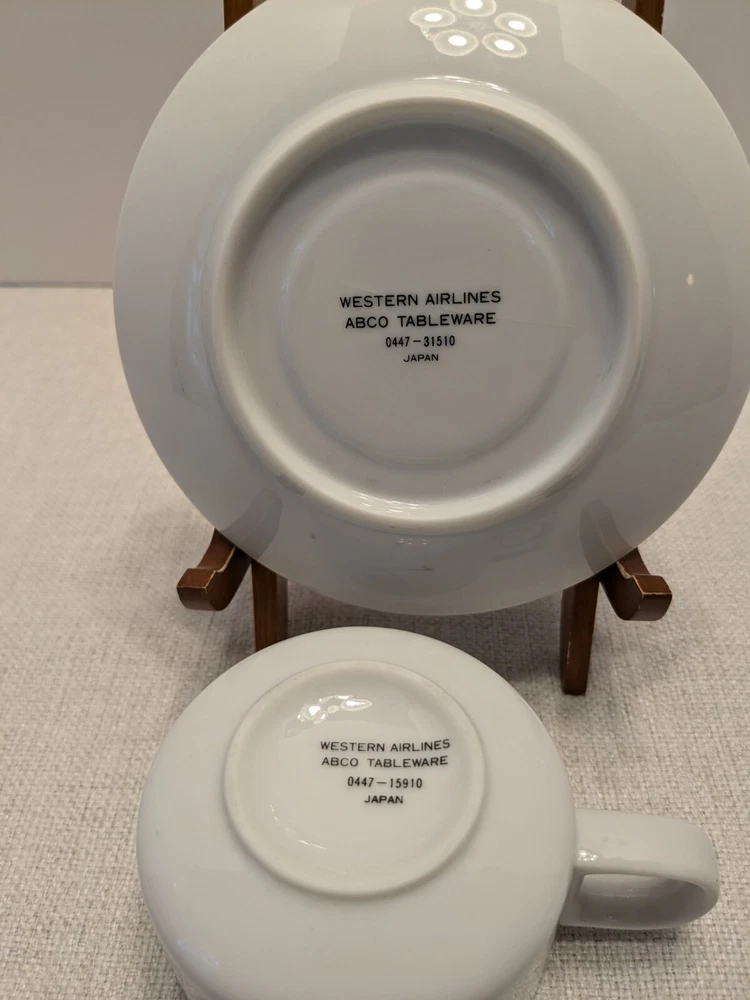 WESTERN AIRLINES
ABCO TABLEWARE
0447-31510
JAPAN
WESTERN AIRLINES
ABCO TABLEWARE
0447-15910
JAPAN